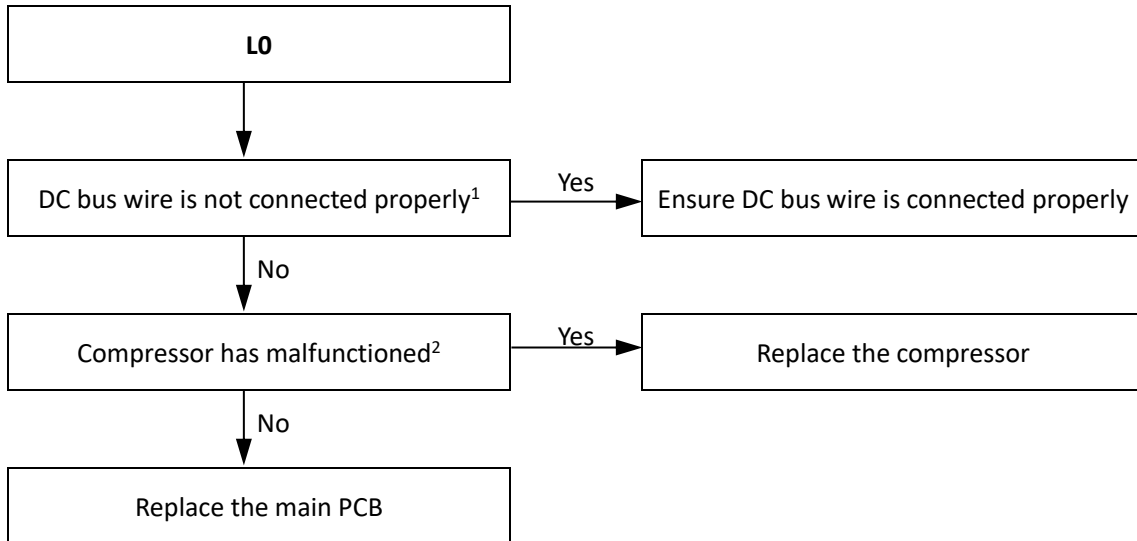 L0
DC bus wire is not connected properly1
Yes
Ensure DC bus wire is connected properly
No
Compressor has malfunctioned2
Yes
Replace the compressor
No
Replace the main PCB